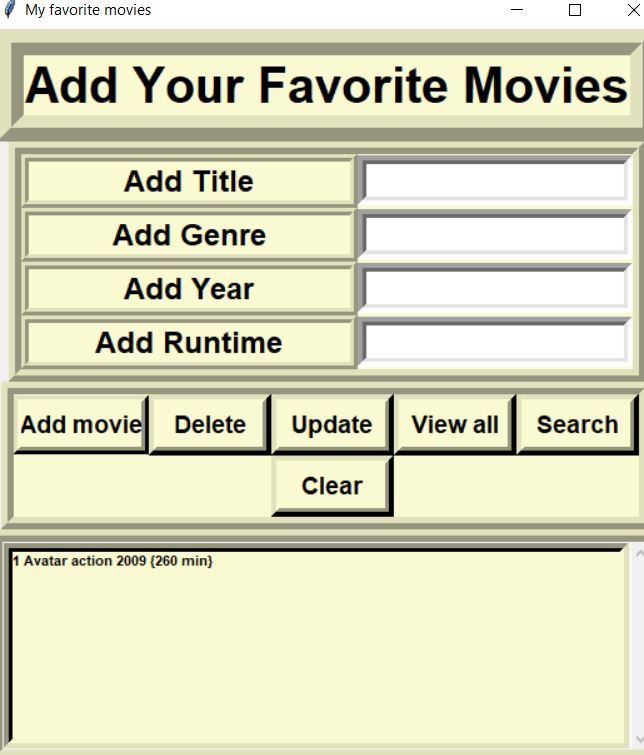 My favorite movies
Add Your Favorite Movies
Add Title
Add Genre
Add Year
Add Runtime
Add movie Delete Update View all Search
Clear
1 Avatar action 2009 {260 min}